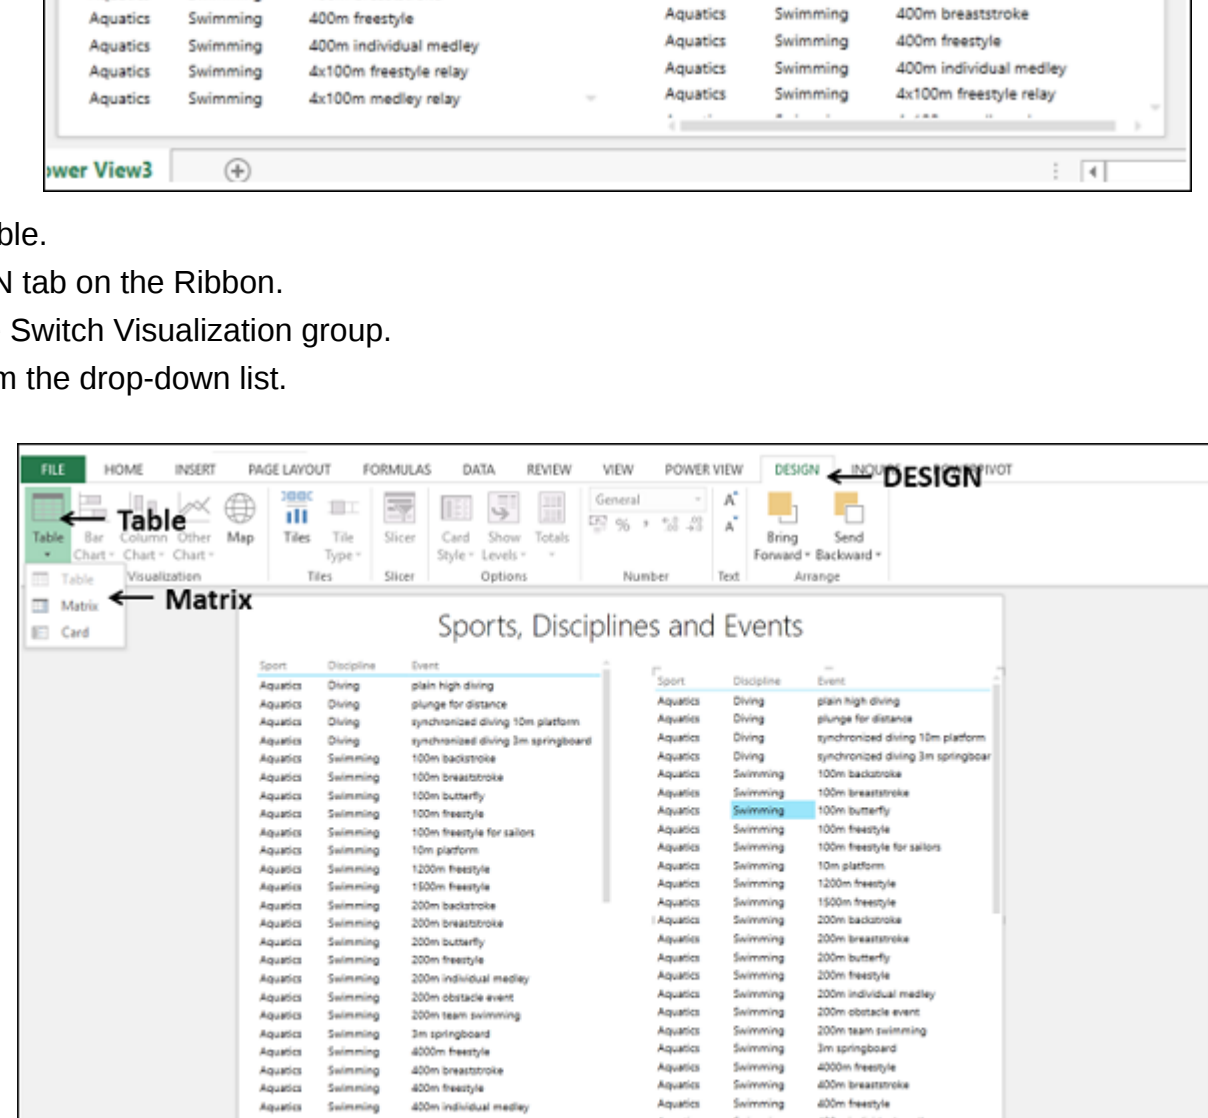 Aquatics Swimming 400m freestyle
Aquatics Swimming 400m individual medley
Aquatics Swimming 4x100m freestyle relay
Aquatics Swimming 4x100m medley relay
Aquatics Swimming 400m breaststroke
Aquatics Swimming 400m freestyle
Aquatics Swimming 400m individual medley
Aquatics Swimming 4x100m freestyle relay
ower View3
ble.
N tab on the Ribbon.
Switch Visualization group.
m the drop-down list.
FILE HOME INSERT PAGE LAYOUT FORMULAS DATA REVIEW VIEW POWER VIEW DESIGN INQUIRE POWERPIVOT
DESIGN
Table
General
Table Bar Chart Column Chart Other Chart Map Tiles Tile Type Slicer Card Style Show Levels Totals % A A Bring Forward Send Backward
Visualization Tiles Slicer Options Number Text Arrange
Table
Matrix
Card
Matrix
Sports, Disciplines and Events
Sport Discipline Event
Aquatics Diving plain high diving
Aquatics Diving plunge for distance
Aquatics Diving synchronized diving 10m platform
Aquatics Diving synchronized diving 3m springboard
Aquatics Swimming 100m backstroke
Aquatics Swimming 100m breaststroke
Aquatics Swimming 100m butterfly
Aquatics Swimming 100m freestyle
Aquatics Swimming 100m freestyle for sailors
Aquatics Swimming 10m platform
Aquatics Swimming 1200m freestyle
Aquatics Swimming 1500m freestyle
Aquatics Swimming 200m backstroke
Aquatics Swimming 200m breaststroke
Aquatics Swimming 200m butterfly
Aquatics Swimming 200m freestyle
Aquatics Swimming 200m individual medley
Aquatics Swimming 200m obstacle event
Aquatics Swimming 200m team swimming
Aquatics Swimming 3m springboard
Aquatics Swimming 4000m freestyle
Aquatics Swimming 400m breaststroke
Aquatics Swimming 400m freestyle
Aquatics Swimming 400m individual medley
Sport Discipline Event
Aquatics Diving plain high diving
Aquatics Diving plunge for distance
Aquatics Diving synchronized diving 10m platform
Aquatics Diving synchronized diving 3m springboar
Aquatics Swimming 100m backstroke
Aquatics Swimming 100m breaststroke
Aquatics Swimming 100m butterfly
Aquatics Swimming 100m freestyle
Aquatics Swimming 100m freestyle for sailors
Aquatics Swimming 10m platform
Aquatics Swimming 1200m freestyle
Aquatics Swimming 1500m freestyle
Aquatics Swimming 200m backstroke
Aquatics Swimming 200m breaststroke
Aquatics Swimming 200m butterfly
Aquatics Swimming 200m freestyle
Aquatics Swimming 200m individual medley
Aquatics Swimming 200m obstacle event
Aquatics Swimming 200m team swimming
Aquatics Swimming 3m springboard
Aquatics Swimming 4000m freestyle
Aquatics Swimming 400m breaststroke
Aquatics Swimming 400m freestyle